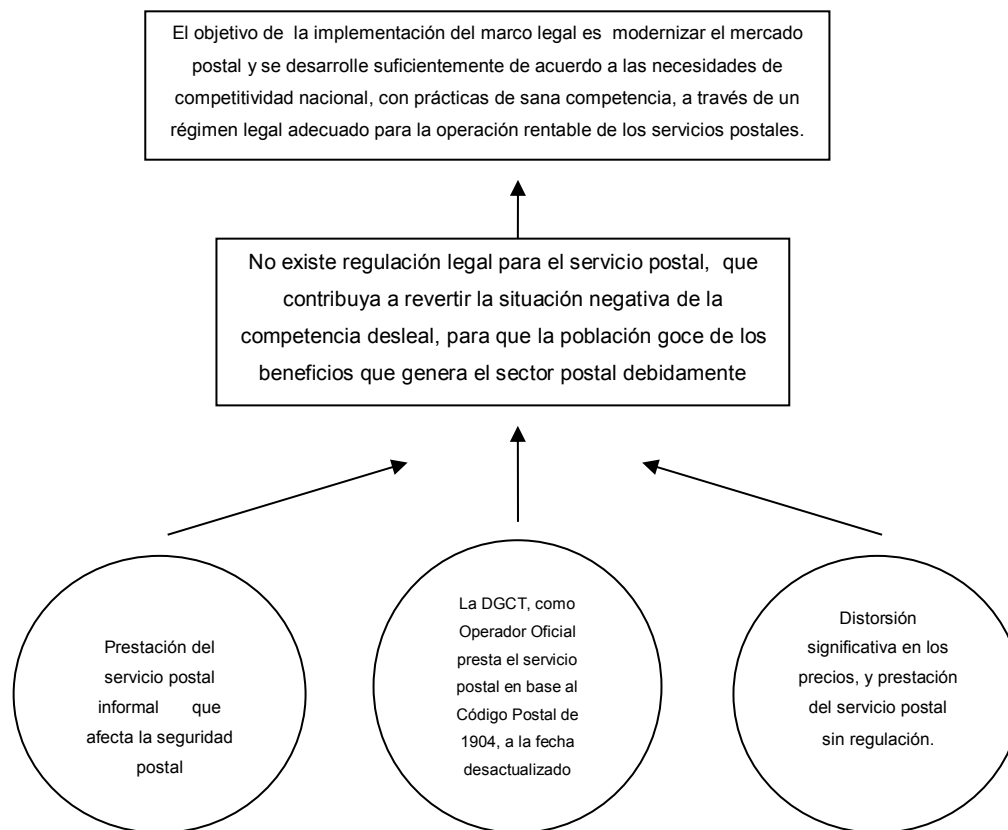 El objetivo de la implementación del marco legal es modernizar el mercado
postal y se desarrolle suficientemente de acuerdo a las necesidades de
competitividad nacional, con prácticas de sana competencia, a través de un
régimen legal adecuado para la operación rentable de los servicios postales.
No existe regulación legal para el servicio postal, que
contribuya a revertir la situación negativa de la
competencia desleal, para que la población goce de los
beneficios que genera el sector postal debidamente
Prestación del
servicio postal
informal que
afecta la seguridad
postal
La DGCT, como
Operador Oficial
presta el servicio
postal en base al
Código Postal de
1904, a la fecha
desactualizado
Distorsión
significativa en los
precios, y prestación
del servicio postal
sin regulación.